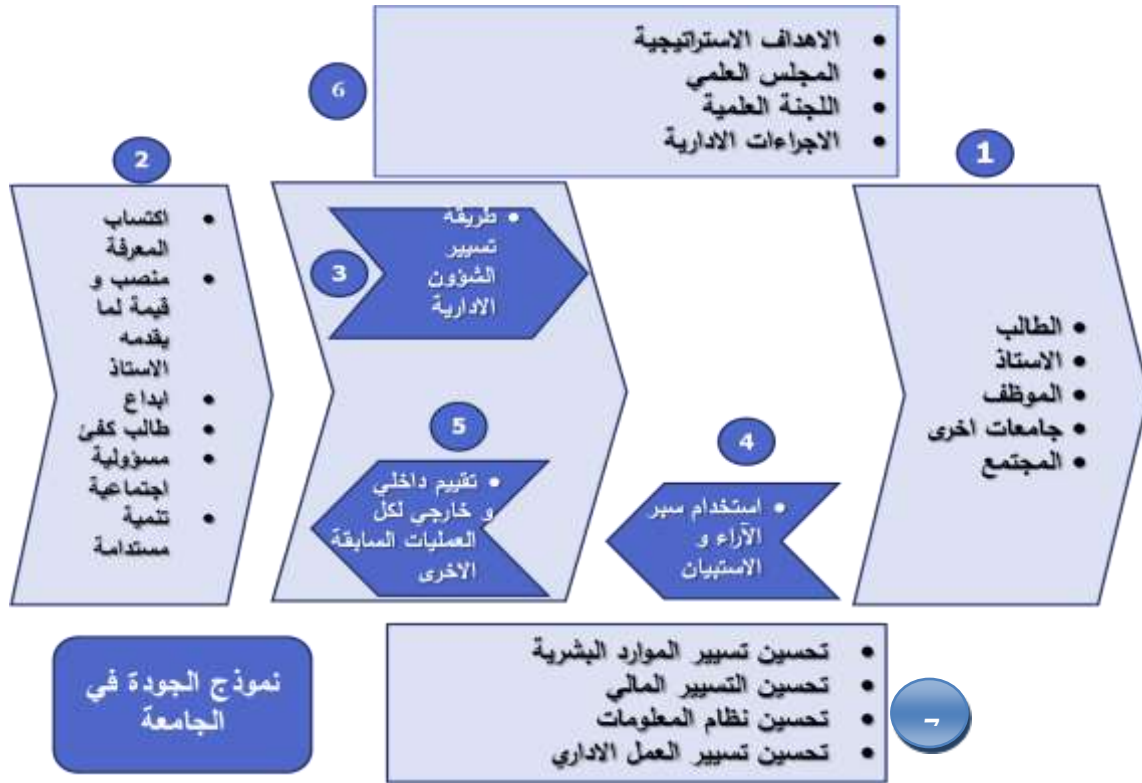 6
• الاهداف الاستراتيجية
• المجلس العلمي
• اللجنة العلمية
• الاجراءات الادارية
1
• الطالب
• الاستاذ
• الموظف
• جامعات اخرى
• المجتمع
2
• اكتساب
المعرفة
• منصب و
قيمة لما
يقدمه
الاستاذ
• ابداع
• طالب كفئ
• مسؤولية
اجتماعية
• تنمية
مستدامة
3
• طريقة
تسيير
الشؤون
الادارية
4
• استخدام سبر
الآراء و
الاستبيان
5
• تقييم داخلي
و خارجي لكل
العمليات السابقة
الاخرى
• تحسين تسيير الموارد البشرية
• تحسين التسيير المالي
• تحسين نظام المعلومات
• تحسين تسيير العمل الاداري
نموذج الجودة في
الجامعة